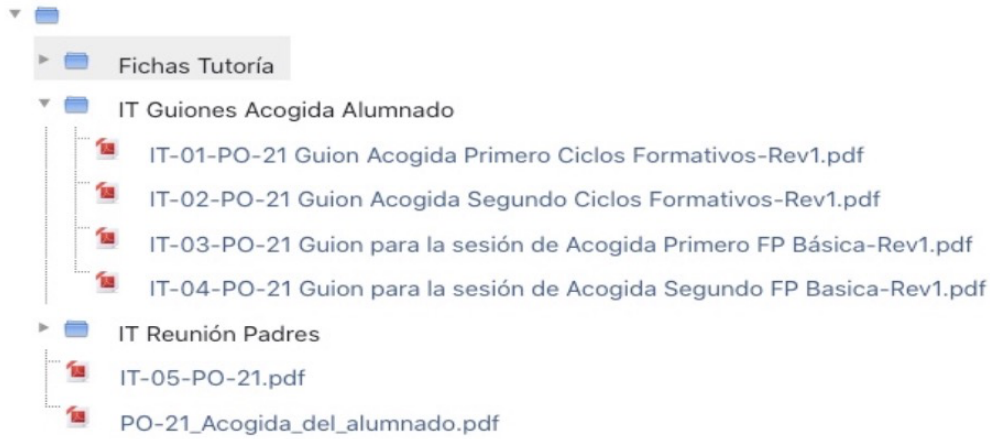 Fichas Tutoría
IT Guiones Acogida Alumnado
IT-01-PO-21 Guion Acogida Primero Ciclos Formativos-Rev1.pdf
IT-02-PO-21 Guion Acogida Segundo Ciclos Formativos-Rev1.pdf
IT-03-PO-21 Guion para la sesión de Acogida Primero FP Básica-Rev1.pdf
IT-04-PO-21 Guion para la sesión de Acogida Segundo FP Basica-Rev1.pdf
IT Reunión Padres
IT-05-PO-21.pdf
PO-21_Acogida_del_alumnado.pdf